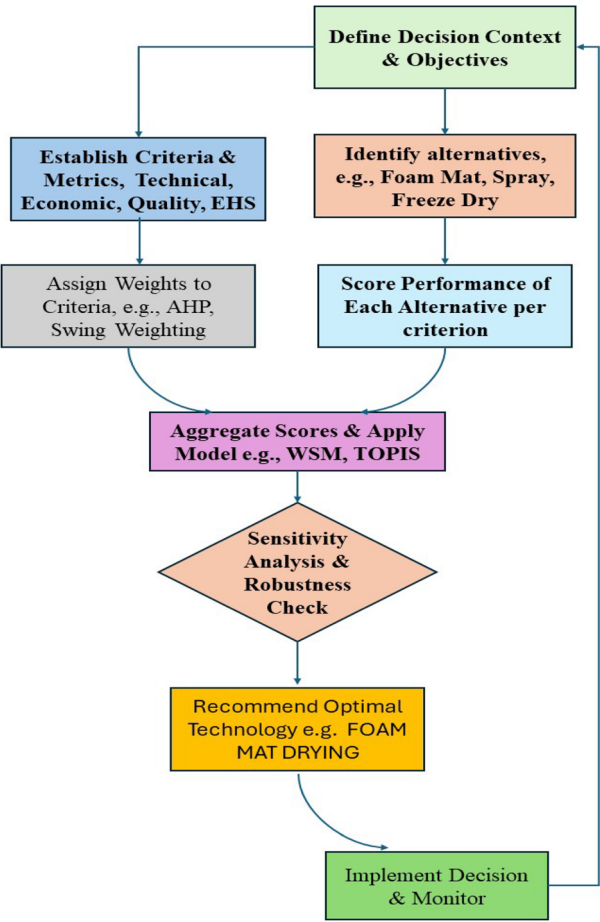 Define Decision Context
& Objectives
Establish Criteria &
Metrics, Technical,
Economic, Quality, EHS
Identify alternatives,
e.g., Foam Mat, Spray,
Freeze Dry
Assign Weights to
Criteria, e.g., AHP,
Swing Weighting
Score Performance of
Each Alternative per
criterion
Aggregate Scores & Apply
Model e.g., WSM, TOPIS
Sensitivity
Analysis &
Robustness
Check
Recommend Optimal
Technology e.g. FOAM
MAT DRYING
Implement Decision
& Monitor